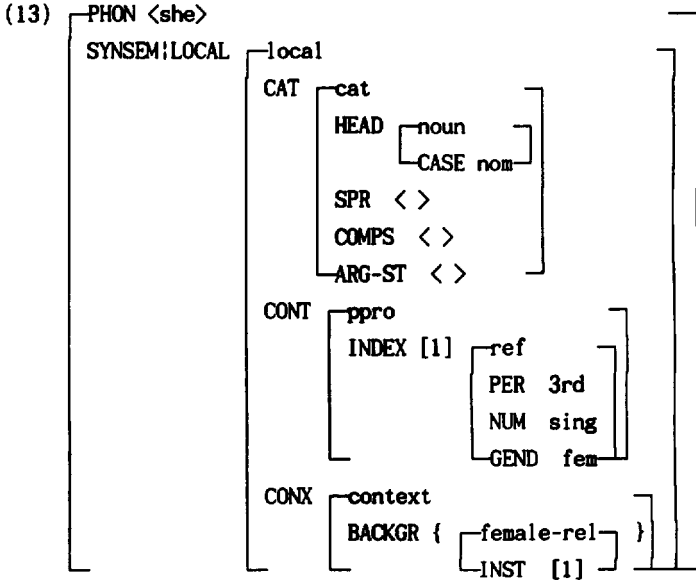 (13) PHON <she>
SYNSEM|LOCAL local
CAT cat
HEAD noun
CASE nom
SPR < >
COMPS < >
ARG-ST < >
CONT ppro
INDEX [1] ref
PER 3rd
NUM sing
GEND fem
CONX context
BACKGR { female-rel }
INST [1]